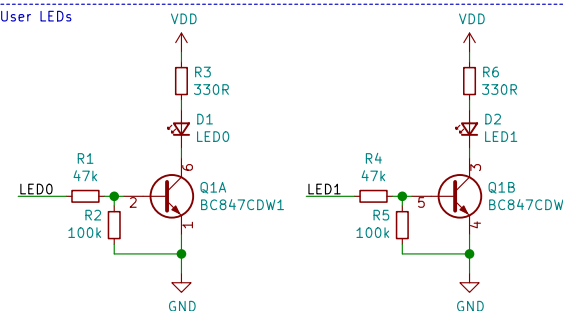 User LEDs
VDD
VDD
R3
330R
R6
330R
D1
LED0
D2
LED1
R1
47k
6
R4
47k
3
LED0
2
Q1A
BC847CDW1
LED1
5
Q1B
BC847CDW
R2
100k
1
R5
100k
4
GND
GND